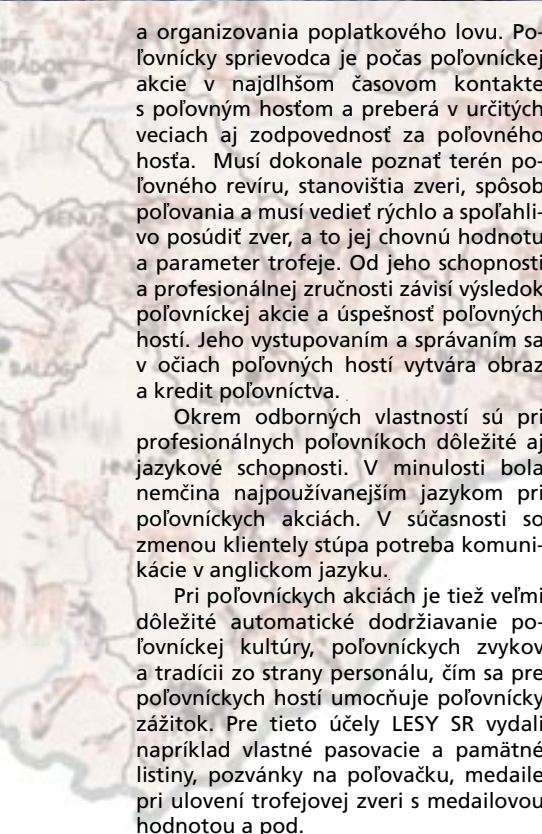 a organizovania poplatkového lovu. Po-
ľovnícky sprievodca je počas poľovníckej
akcie v najdlhšom časovom kontakte
s poľovným hosťom a preberá v určitých
veciach aj zodpovednosť za poľovného
hosťa. Musí dokonale poznať terén po-
ľovného revíru, stanovištia zveri, spôsob
poľovania a musí vedieť rýchlo a spoľahli-
vo posúdiť zver, a to jej chovnú hodnotu
a parameter trofeje. Od jeho schopnosti
a profesionálnej zručnosti závisí výsledok
poľovníckej akcie a úspešnosť poľovných
hostí. Jeho vystupovaním a správaním sa
v očiach poľovných hostí vytvára obraz
a kredit poľovníctva.
Okrem odborných vlastností sú pri
profesionálnych poľovníkoch dôležité aj
jazykové schopnosti. V minulosti bola
nemčina najpoužívanejším jazykom pri
poľovníckych akciách. V súčasnosti so
zmenou klientely stúpa potreba komuni-
kácie v anglickom jazyku.
Pri poľovníckych akciách je tiež veľmi
dôležité automatické dodržiavanie po-
ľovníckej kultúry, poľovníckych zvykov
a tradícii zo strany personálu, čím sa pre
poľovníckych hostí umocňuje poľovnícky
zážitok. Pre tieto účely LESY SR vydali
napríklad vlastné pasovacie a pamätné
listiny, pozvánky na poľovačku, medaile
pri ulovení trofejovej zveri s medailovou
hodnotou a pod.